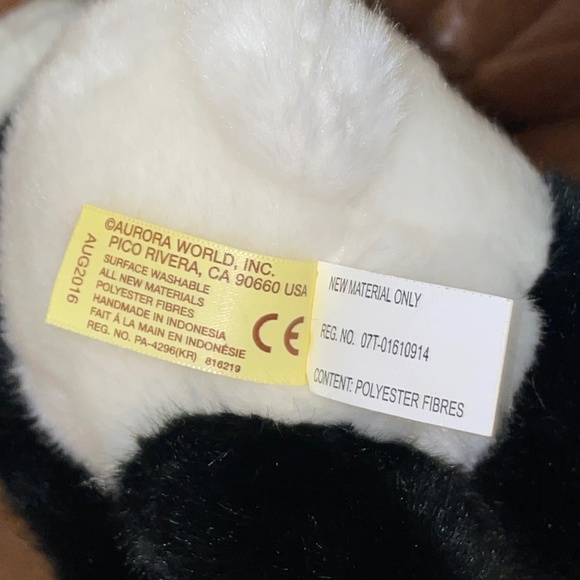 ©AURORA WORLD, INC.
PICO RIVERA, CA 90660 USA
SURFACE WASHABLE
ALL NEW MATERIALS
POLYESTER FIBRES
HANDMADE IN INDONESIA
FAIT À LA MAIN EN INDONÉSIE
REG. NO. PA-4296(KR) 816219
AUG2016
CE
NEW MATERIAL ONLY
REG. NO. 07T-01610914
CONTENT: POLYESTER FIBRES